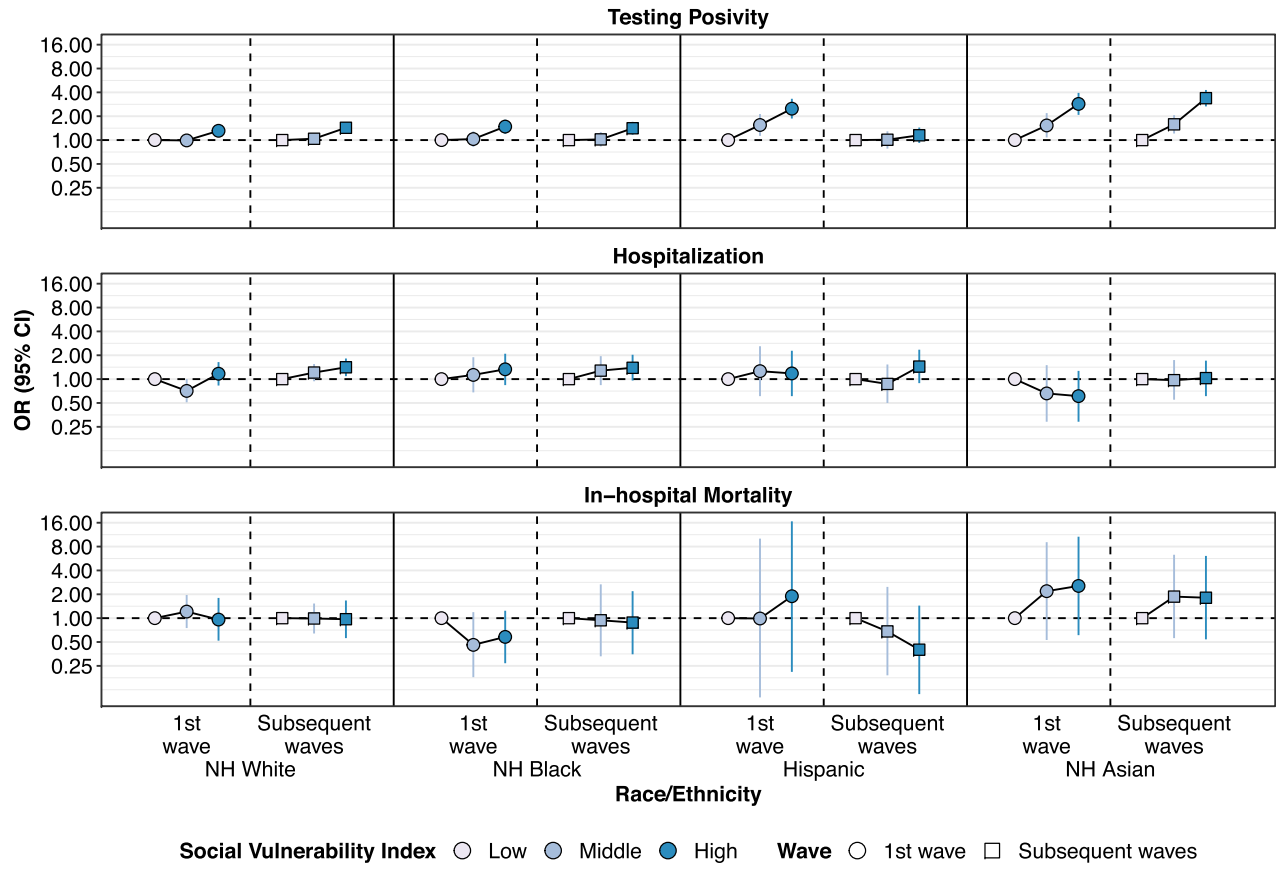 Testing Posivity
16.00
8.00
4.00
2.00
1.00
0.50
0.25
Hospitalization
16.00
8.00
4.00
2.00
1.00
0.50
0.25
OR (95% CI)
In−hospital Mortality
16.00
8.00
4.00
2.00
1.00
0.50
0.25
1st Subsequent 1st Subsequent 1st Subsequent 1st Subsequent
wave waves wave waves wave waves wave waves
NH White NH Black Hispanic NH Asian
Race/Ethnicity
Social Vulnerability Index Low Middle High Wave 1st wave Subsequent waves